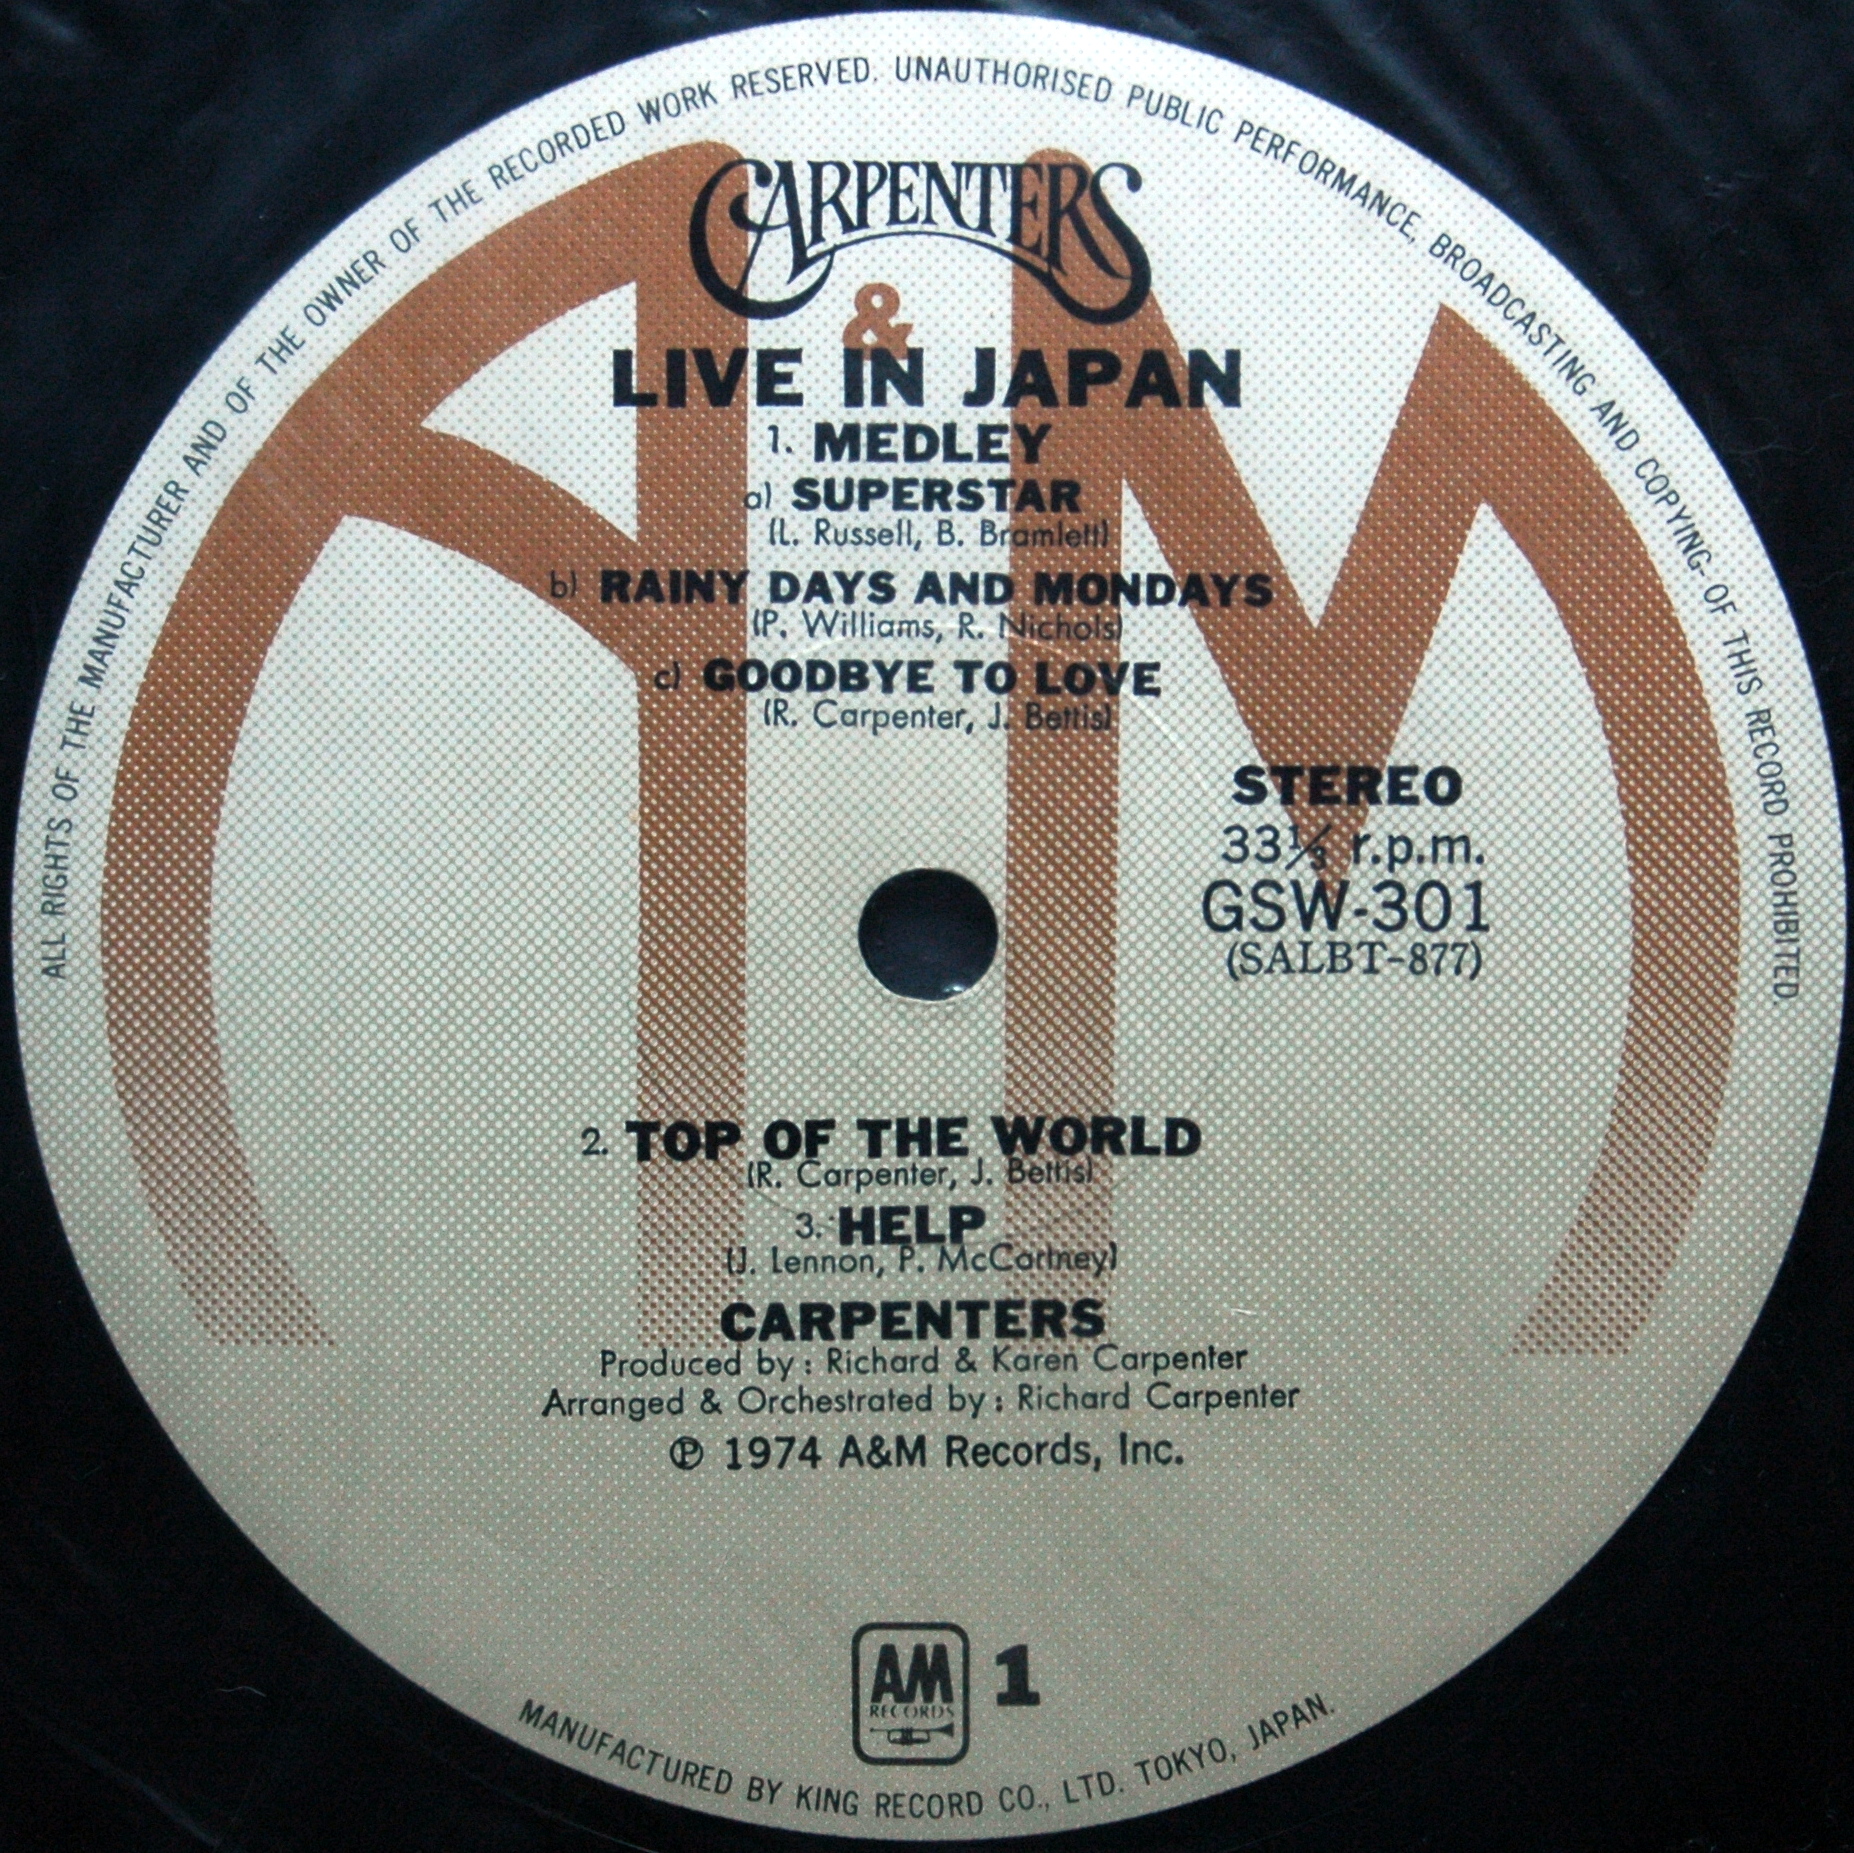 ALL RIGHTS OF THE MANUFACTURER AND OF THE OWNER OF THE RECORDED WORK RESERVED. UNAUTHORISED PUBLIC PERFORMANCE, BROADCASTING AND COPYING OF THIS RECORD PROHIBITED.
CARPENTERS
&
LIVE IN JAPAN
1. MEDLEY
a) SUPERSTAR
(L. Russell, B. Bramlett)
b) RAINY DAYS AND MONDAYS
(P. Williams, R. Nichols)
c) GOODBYE TO LOVE
(R. Carpenter, J. Bettis)
STEREO
33⅓ r.p.m.
GSW-301
(SALBT-877)
2. TOP OF THE WORLD
(R. Carpenter, J. Bettis)
3. HELP
(J. Lennon, P. McCartney)
CARPENTERS
Produced by : Richard & Karen Carpenter
Arranged & Orchestrated by : Richard Carpenter
℗ 1974 A&M Records, Inc.
AM
RECORDS
1
MANUFACTURED BY KING RECORD CO., LTD. TOKYO, JAPAN.